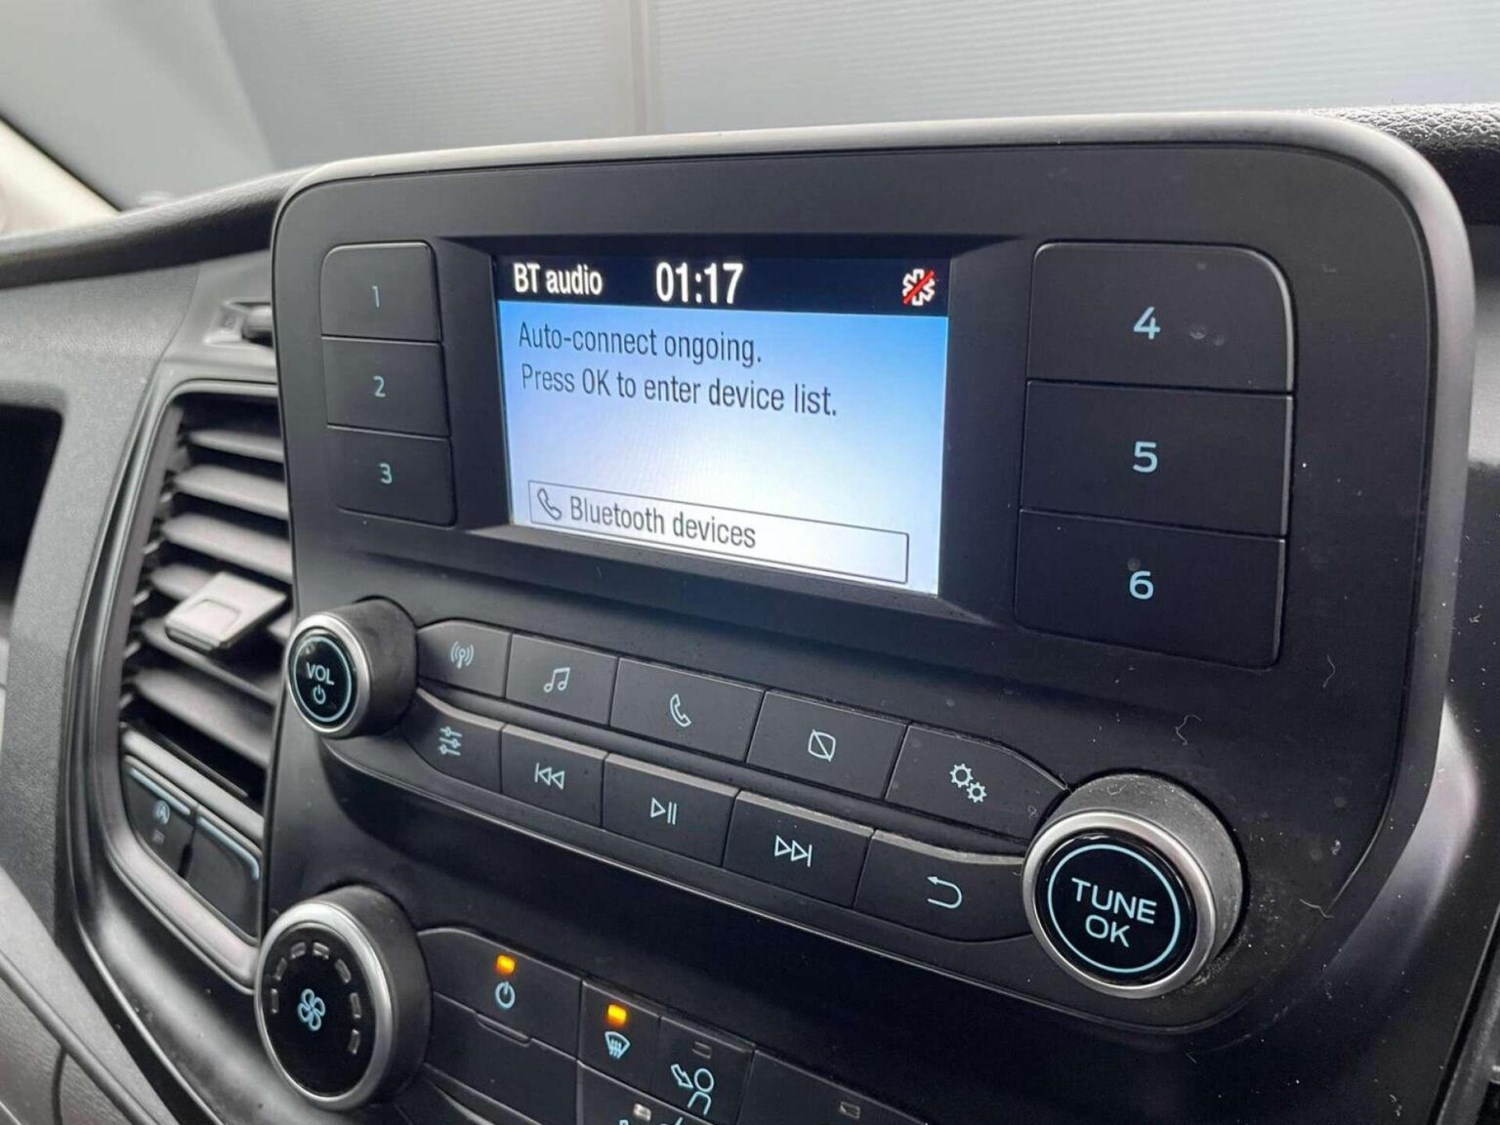 BT audio 01:17
Auto-connect ongoing.
Press OK to enter device list.
Bluetooth devices
1
2
3
4
5
6
VOL
TUNE
OK